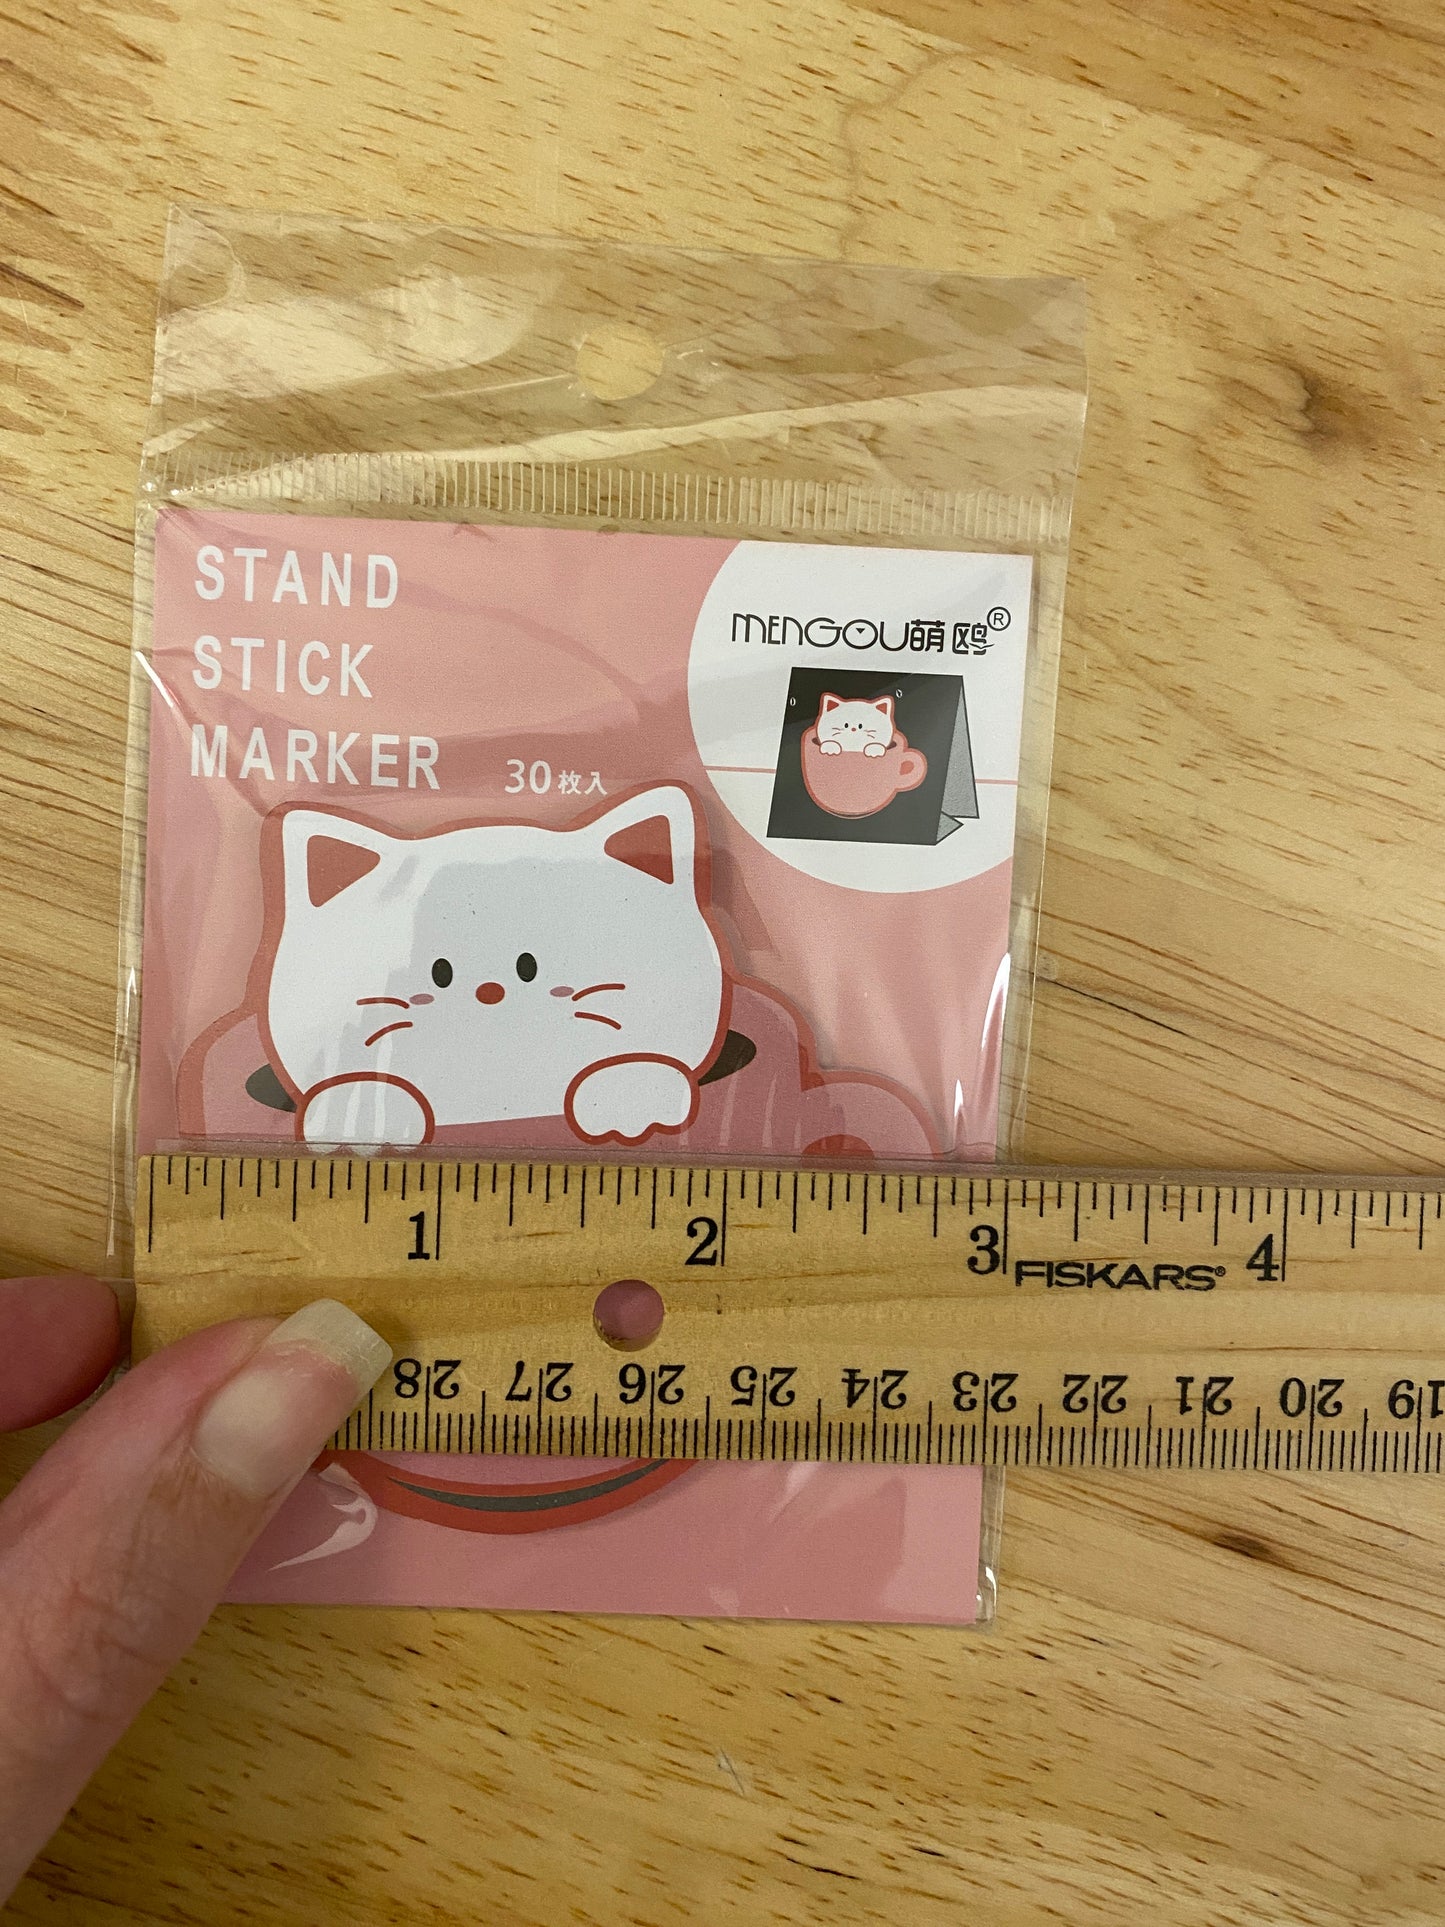 STAND
STICK
MARKER
30枚入
MENGOU萌鸥®
1 2 3 FISKARS® 4
28 27 26 25 24 23 22 21 20 19